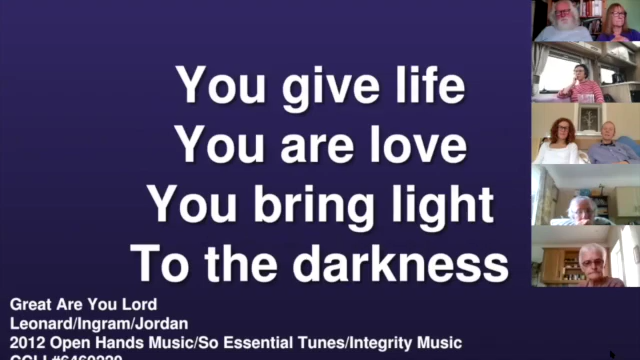 You give life
You are love
You bring light
To the darkness
Great Are You Lord
Leonard/Ingram/Jordan
2012 Open Hands Music/So Essential Tunes/Integrity Music